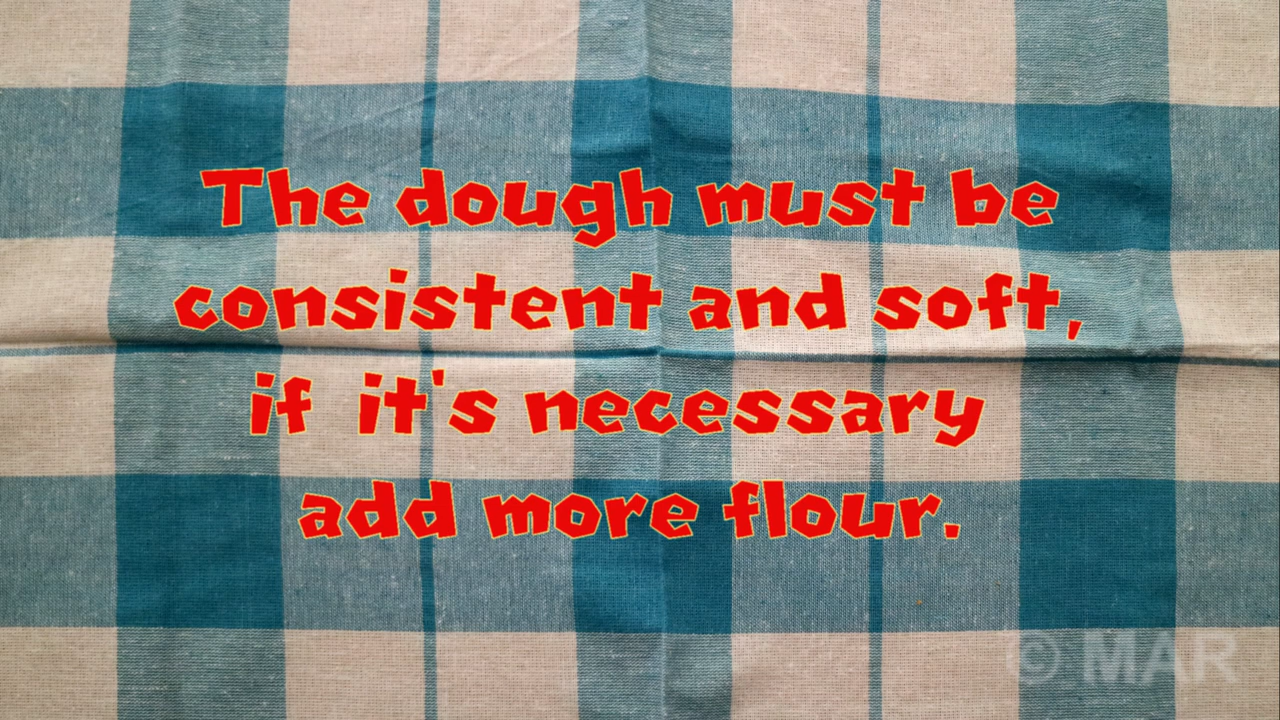 The dough must be
consistent and soft,
if it's necessary
add more flour.
© MAR